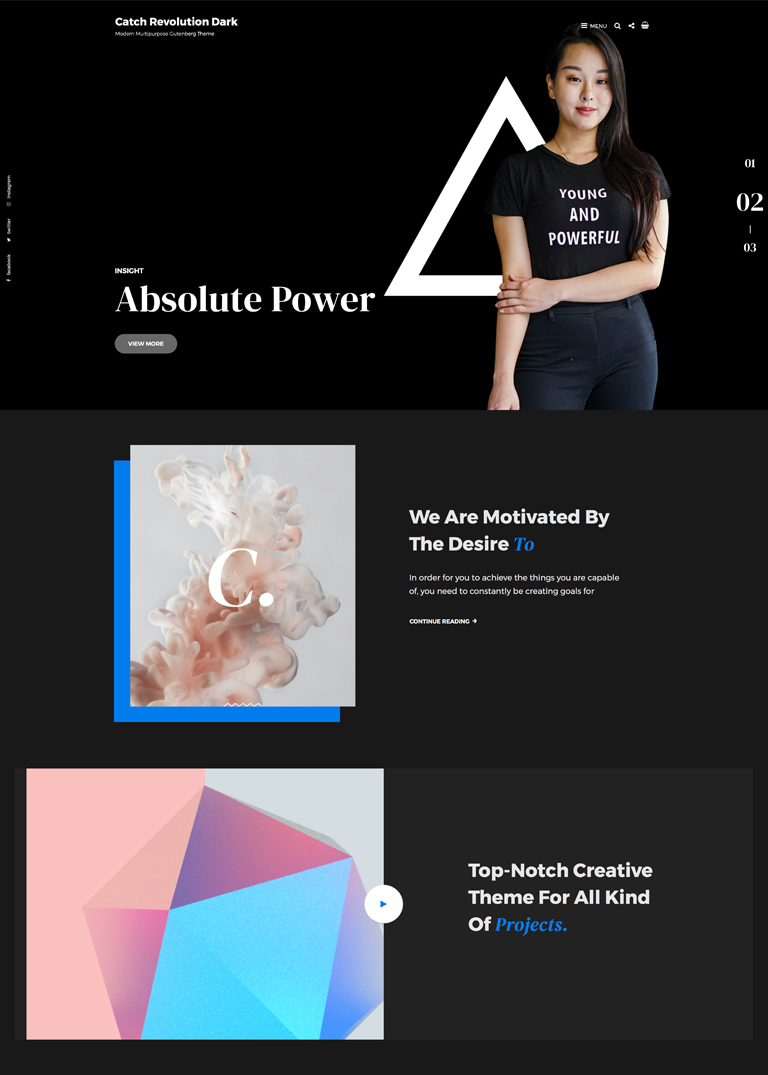 Catch Revolution Dark
Modern Multipurpose Gutenberg Theme
MENU
YOUNG
AND
POWERFUL
01
02
03
instagram
twitter
facebook
INSIGHT
Absolute Power
VIEW MORE
C.
We Are Motivated By
The Desire To
In order for you to achieve the things you are capable
of, you need to constantly be creating goals for
CONTINUE READING
Top-Notch Creative
Theme For All Kind
Of Projects.